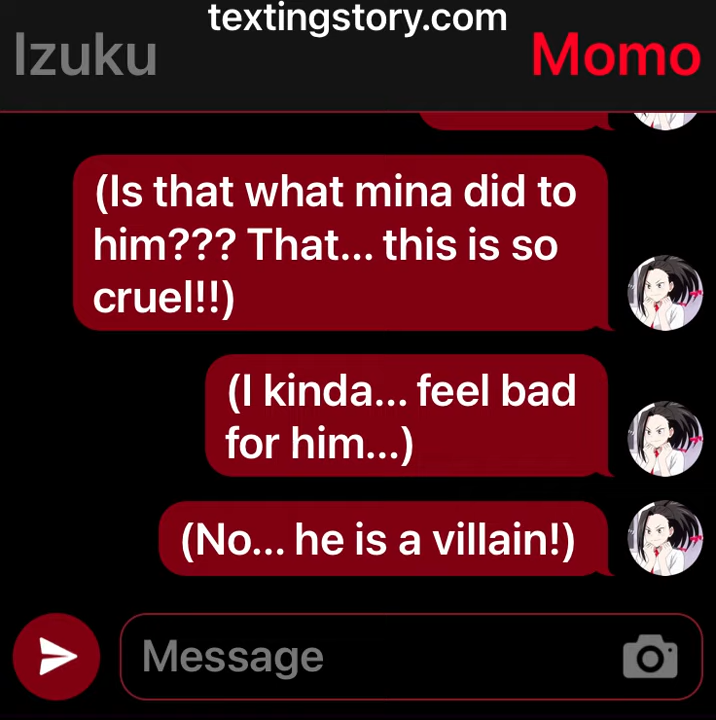 textingstory.com
Izuku
Momo
(Is that what mina did to
him??? That... this is so
cruel!!)
(I kinda... feel bad
for him...)
(No... he is a villain!)
Message